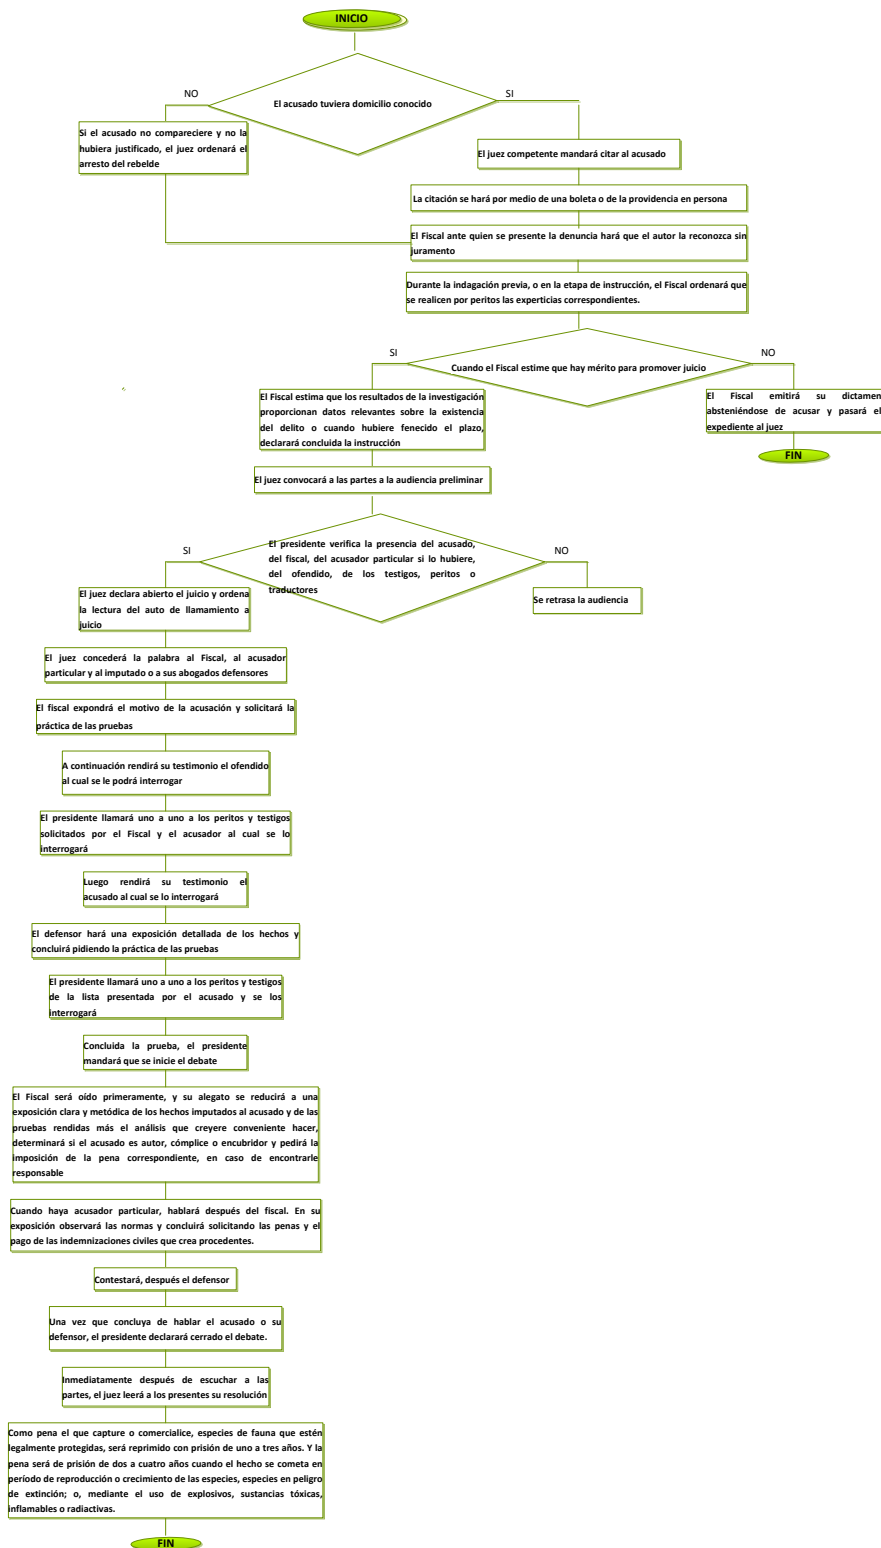 INICIO
NO
SI
El acusado tuviera domicilio conocido
Si el acusado no compareciere y no la
hubiera justificado, el juez ordenará el
arresto del rebelde
El juez competente mandará citar al acusado
La citación se hará por medio de una boleta o de la providencia en persona
El Fiscal ante quien se presente la denuncia hará que el autor la reconozca sin
juramento
Durante la indagación previa, o en la etapa de instrucción, el Fiscal ordenará que
se realicen por peritos las experticias correspondientes.
SI
NO
Cuando el Fiscal estime que hay mérito para promover juicio
El Fiscal estima que los resultados de la investigación
proporcionan datos relevantes sobre la existencia
del delito o cuando hubiere fenecido el plazo,
declarará concluida la instrucción
El Fiscal emitirá su dictamen
absteniéndose de acusar y pasará el
expediente al juez
FIN
El juez convocará a las partes a la audiencia preliminar
SI
NO
El presidente verifica la presencia del acusado,
del fiscal, del acusador particular si lo hubiere,
del ofendido, de los testigos, peritos o
traductores
El juez declara abierto el juicio y ordena
la lectura del auto de llamamiento a
juicio
Se retrasa la audiencia
El juez concederá la palabra al Fiscal, al acusador
particular y al imputado o a sus abogados defensores
El fiscal expondrá el motivo de la acusación y solicitará la
práctica de las pruebas
A continuación rendirá su testimonio el ofendido
al cual se le podrá interrogar
El presidente llamará uno a uno a los peritos y testigos
solicitados por el Fiscal y el acusador al cual se lo
interrogará
Luego rendirá su testimonio el
acusado al cual se lo interrogará
El defensor hará una exposición detallada de los hechos y
concluirá pidiendo la práctica de las pruebas
El presidente llamará uno a uno a los peritos y testigos
de la lista presentada por el acusado y se los
interrogará
Concluida la prueba, el presidente
mandará que se inicie el debate
El Fiscal será oído primeramente, y su alegato se reducirá a una
exposición clara y metódica de los hechos imputados al acusado y de las
pruebas rendidas más el análisis que creyere conveniente hacer,
determinará si el acusado es autor, cómplice o encubridor y pedirá la
imposición de la pena correspondiente, en caso de encontrarle
responsable
Cuando haya acusador particular, hablará después del fiscal. En su
exposición observará las normas y concluirá solicitando las penas y el
pago de las indemnizaciones civiles que crea procedentes.
Contestará, después el defensor
Una vez que concluya de hablar el acusado o su
defensor, el presidente declarará cerrado el debate.
Inmediatamente después de escuchar a las
partes, el juez leerá a los presentes su resolución
Como pena el que capture o comercialice, especies de fauna que estén
legalmente protegidas, será reprimido con prisión de uno a tres años. Y la
pena será de prisión de dos a cuatro años cuando el hecho se cometa en
período de reproducción o crecimiento de las especies, especies en peligro
de extinción; o, mediante el uso de explosivos, sustancias tóxicas,
inflamables o radiactivas.
FIN